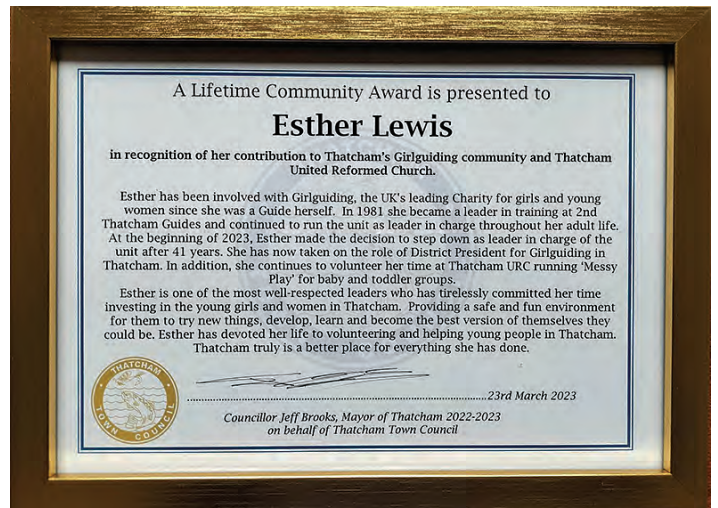 A Lifetime Community Award is presented to
Esther Lewis
in recognition of her contribution to Thatcham's Girlguiding community and Thatcham
United Reformed Church.
Esther has been involved with Girlguiding, the UK's leading Charity for girls and young
women since she was a Guide herself. In 1981 she became a leader in training at 2nd
Thatcham Guides and continued to run the unit as leader in charge throughout her adult life.
At the beginning of 2023, Esther made the decision to step down as leader in charge of the
unit after 41 years. She has now taken on the role of District President for Girlguiding in
Thatcham. In addition, she continues to volunteer her time at Thatcham URC running 'Messy
Play' for baby and toddler groups.
Esther is one of the most well-respected leaders who has tirelessly committed her time
investing in the young girls and women in Thatcham. Providing a safe and fun environment
for them to try new things, develop, learn and become the best version of themselves they
could be. Esther has devoted her life to volunteering and helping young people in Thatcham.
Thatcham truly is a better place for everything she has done.
THATCHAM
TOWN COUNCIL
23rd March 2023
Councillor Jeff Brooks, Mayor of Thatcham 2022-2023
on behalf of Thatcham Town Council